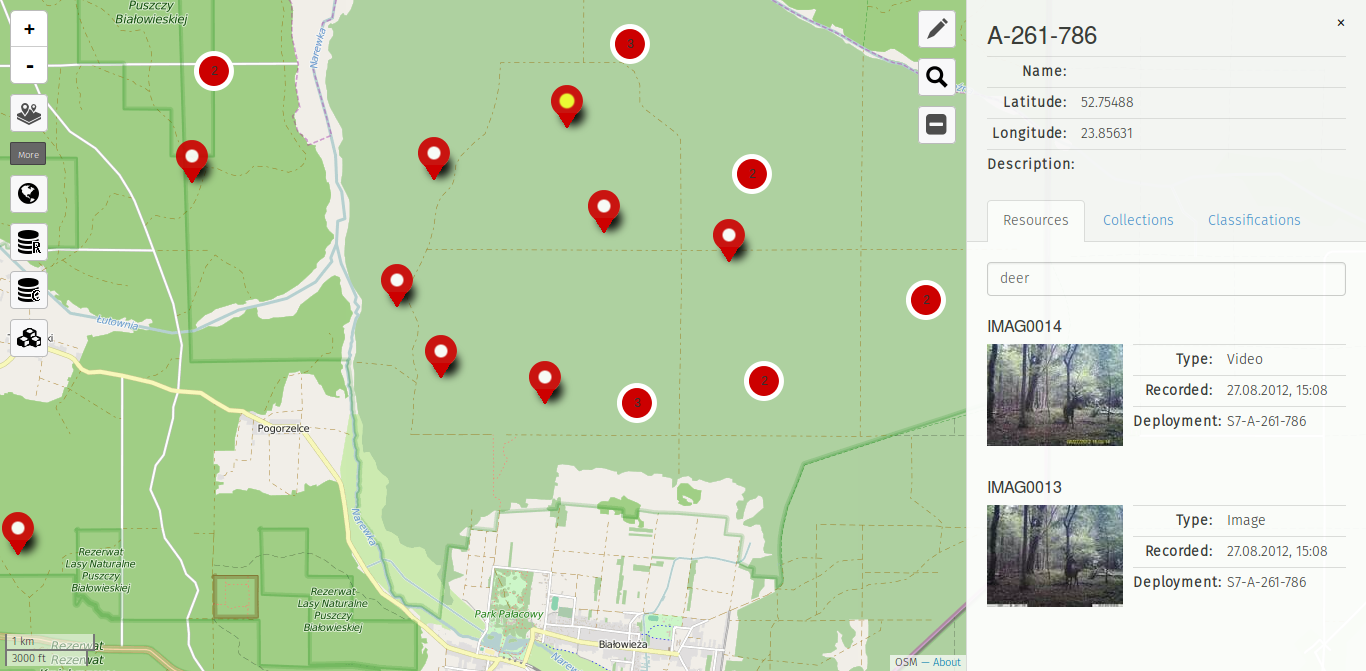 Puszczy
Białowieskiej
+
-
More
R
C
Narewka
2
3
2
2
2
3
Łutownia
ki
Pogorzelce
Narewka
Rezerwat
Lasy Naturalne
Puszczy
Białowieskiej
Rezerwat
Lasy Naturalne
Puszczy
Białowieskiej
Park Pałacowy
Białowieża
1 km
3000 ft
Rezerwat
Rezerwat
OSM — About
×
A-261-786
Name:
Latitude: 52.75488
Longitude: 23.85631
Description:
Resources Collections Classifications
deer
IMAG0014
Type: Video
Recorded: 27.08.2012, 15:08
Deployment: S7-A-261-786
IMAG0013
Type: Image
Recorded: 27.08.2012, 15:08
Deployment: S7-A-261-786